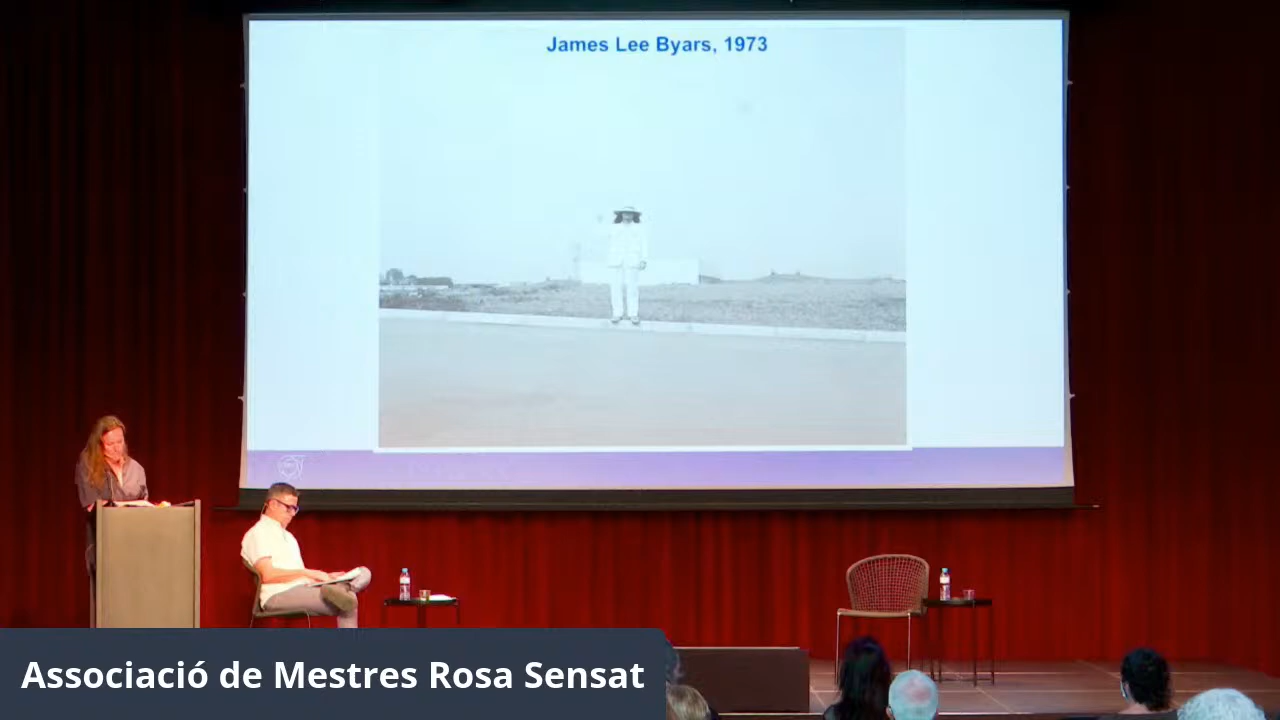 James Lee Byars, 1973
Associació de Mestres Rosa Sensat